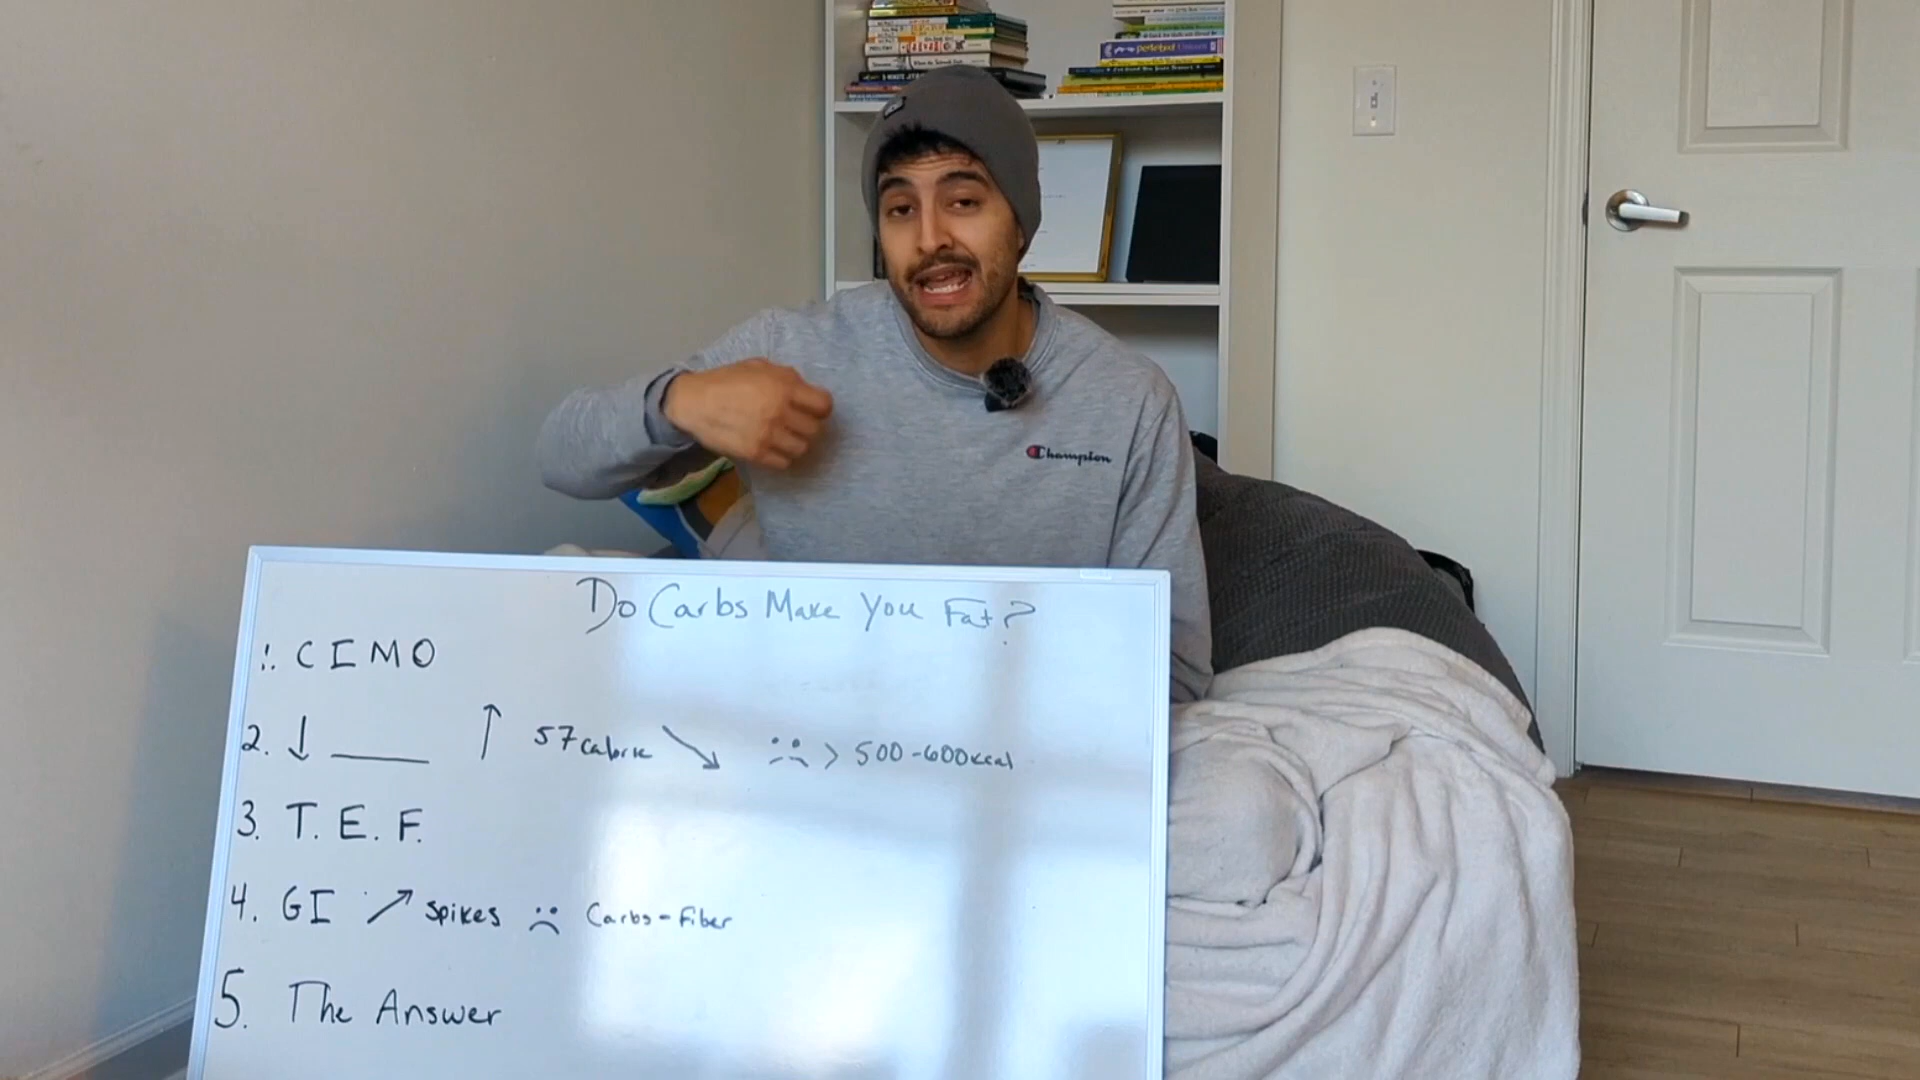 Champion
Do Carbs Make You Fat?
1. C I M O
2. ↓ ____ ↑ 57 calorie ↘ :( > 500-600kcal
3. T. E. F.
4. GI ↗ spikes :( Carbs - Fiber
5. The Answer